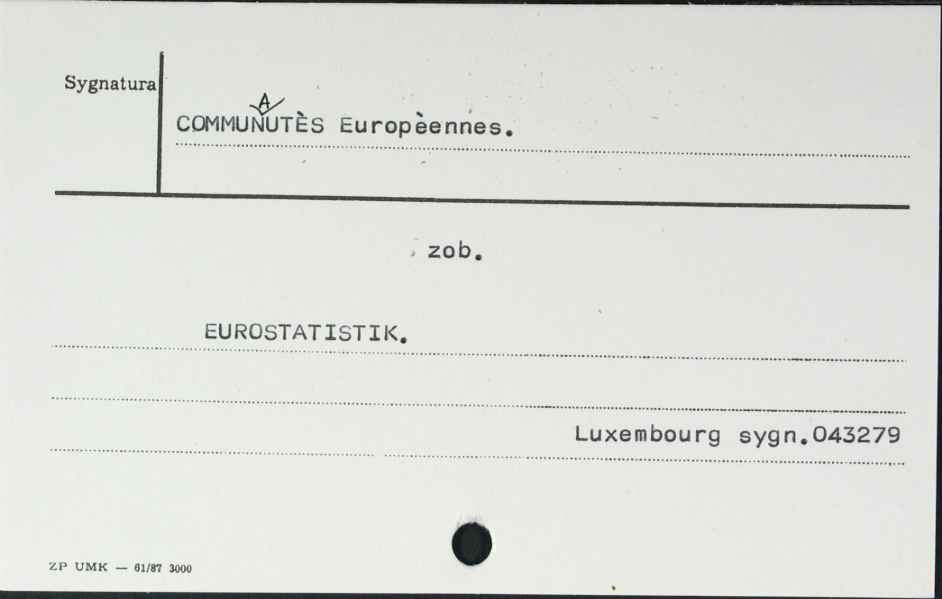 Sygnatura
A
COMMUNUTÈS Europèennes.
zob.
EUROSTATISTIK.
Luxembourg sygn.043279
ZP UMK — 61/87 3000